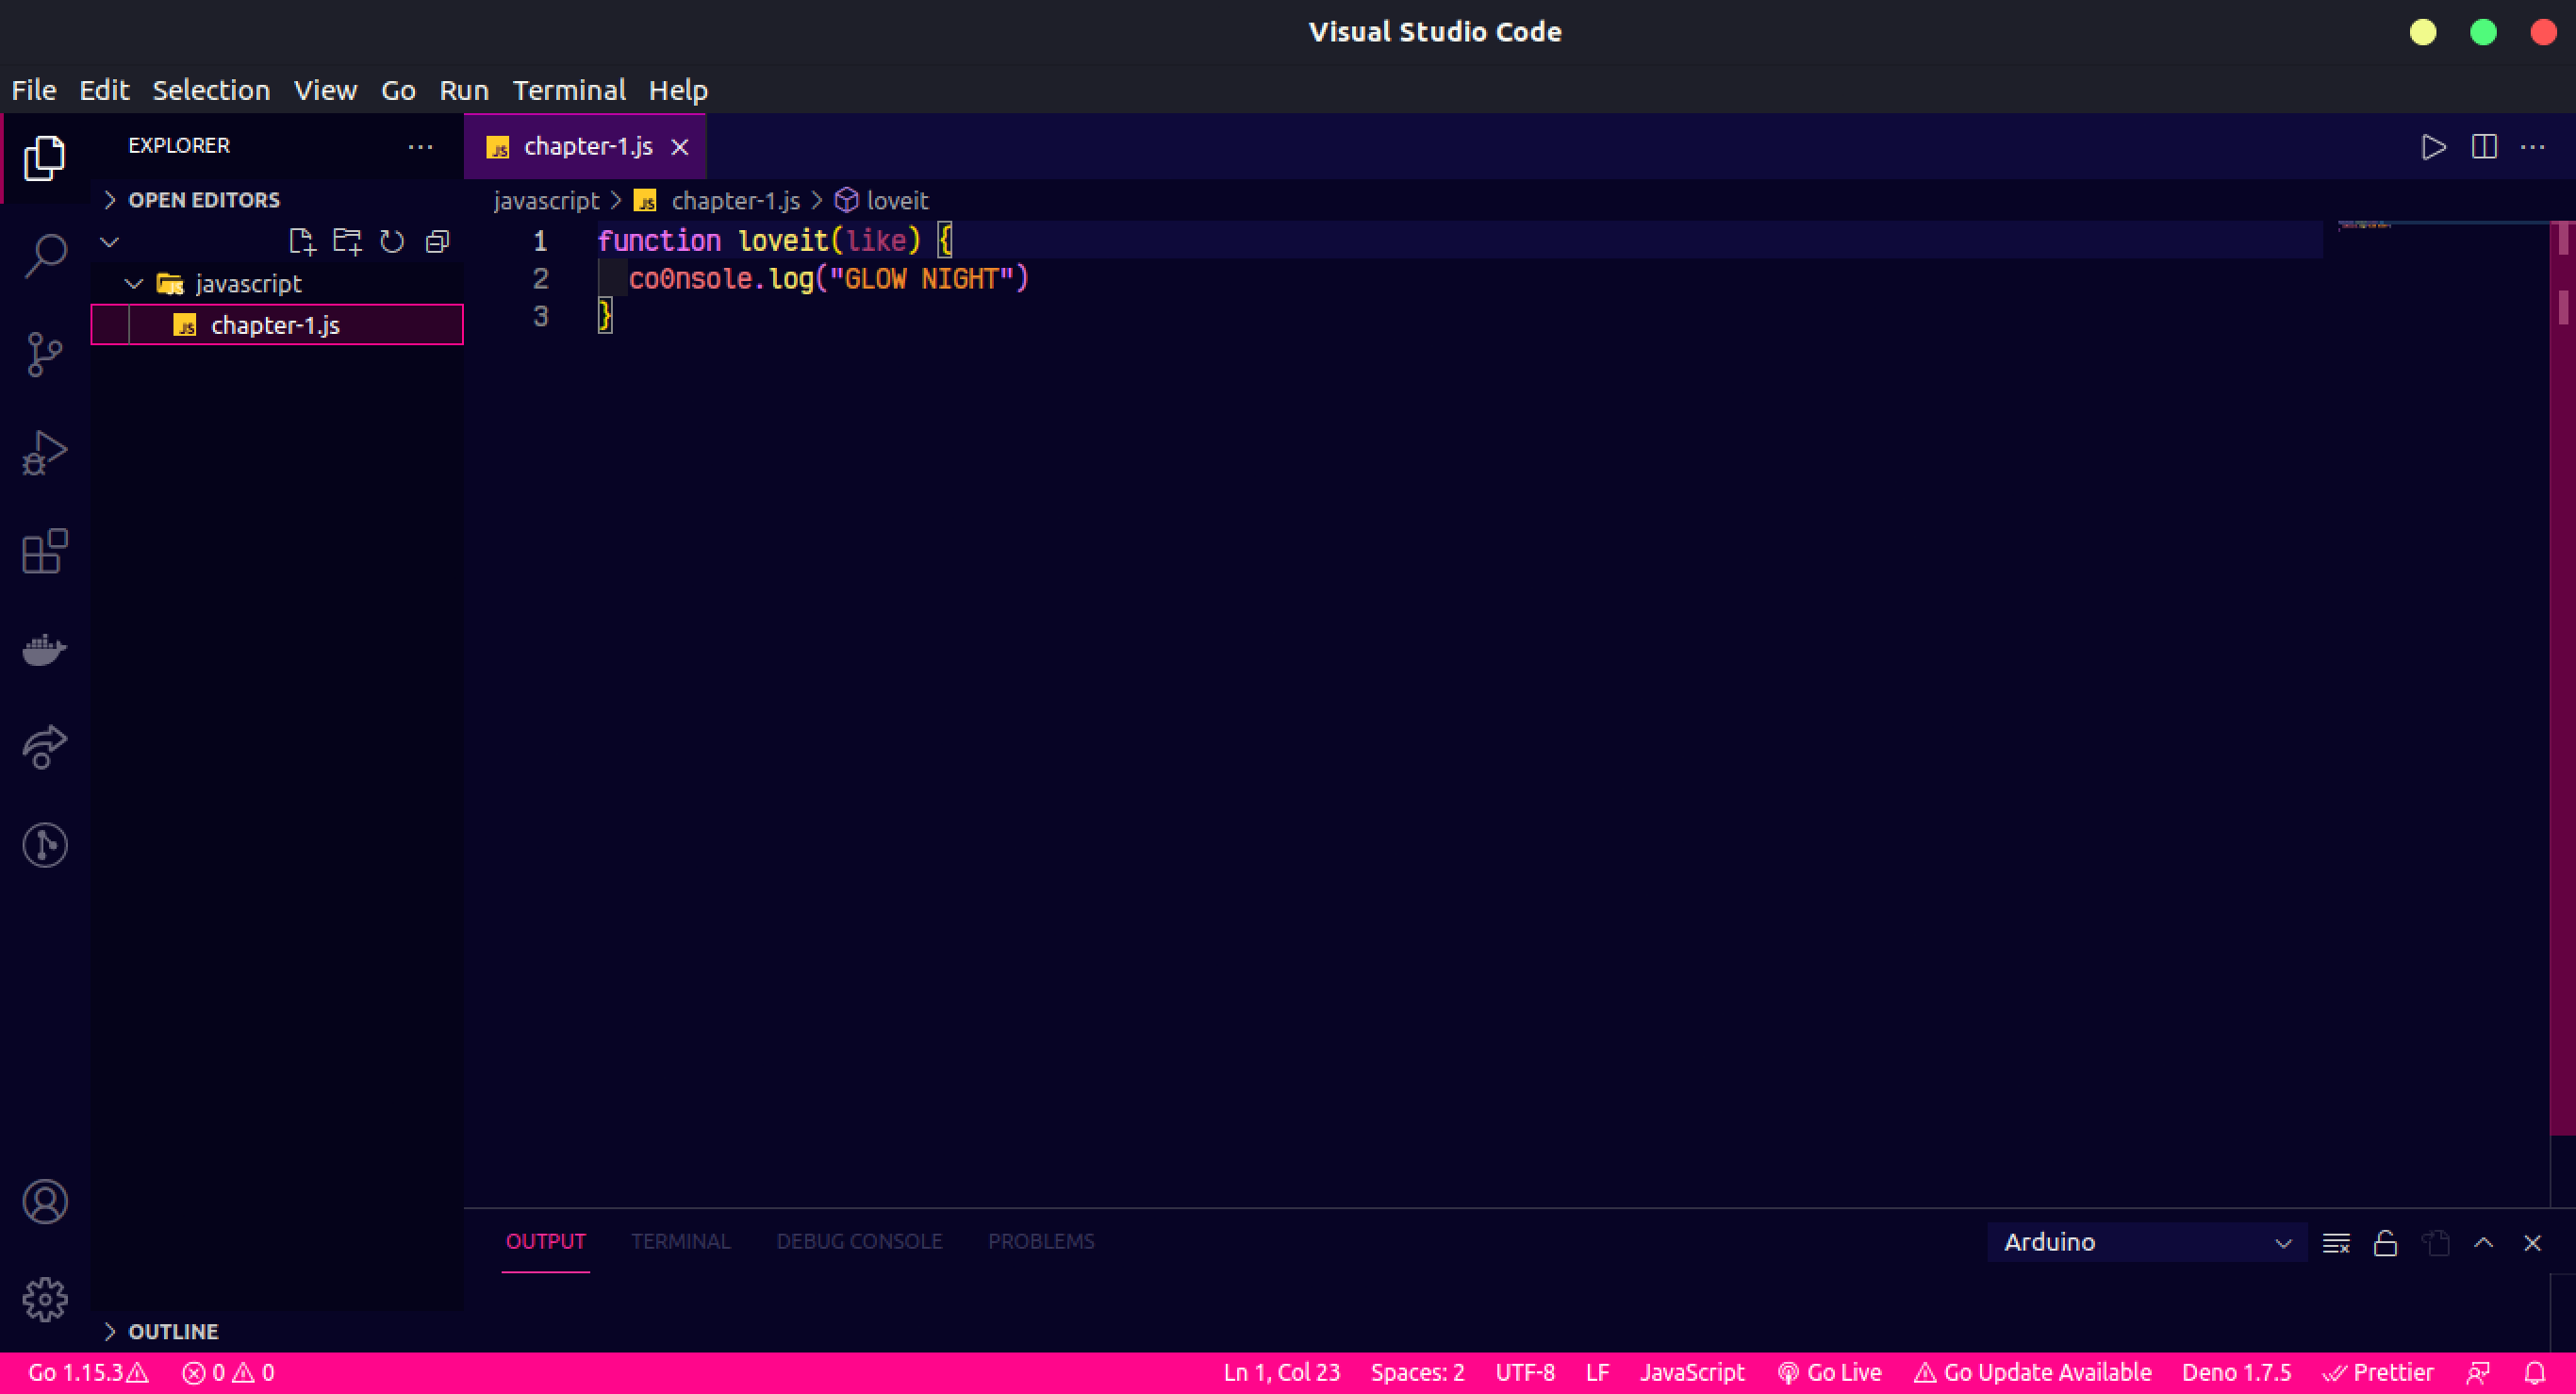 Visual Studio Code
File Edit Selection View Go Run Terminal Help
EXPLORER
chapter-1.js
OPEN EDITORS
javascript > chapter-1.js > loveit
javascript
chapter-1.js
1 function loveit(like) {
2 co0nsole.log("GLOW NIGHT")
3 }
OUTPUT TERMINAL DEBUG CONSOLE PROBLEMS
Arduino
OUTLINE
Go 1.15.3 0 0 Ln 1, Col 23 Spaces: 2 UTF-8 LF JavaScript Go Live Go Update Available Deno 1.7.5 Prettier